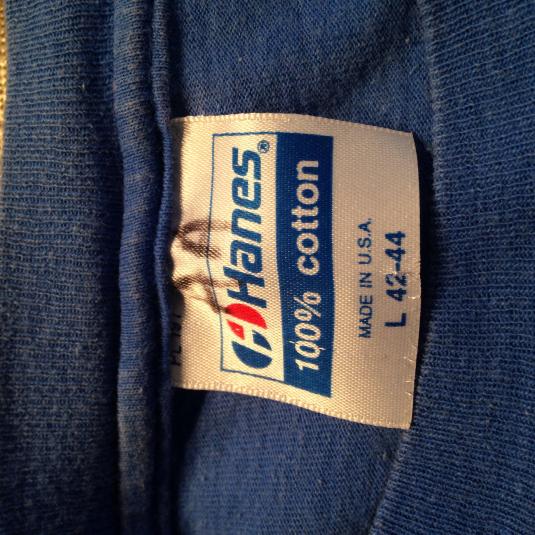 Hanes®
100% cotton
MADE IN U.S.A.
L 42-44